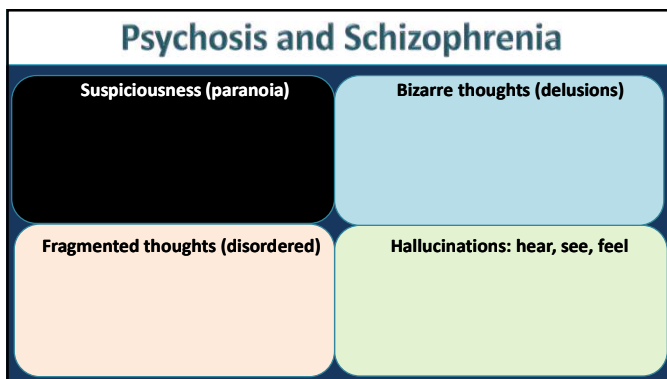 Psychosis and Schizophrenia
Suspiciousness (paranoia)
Bizarre thoughts (delusions)
Fragmented thoughts (disordered)
Hallucinations: hear, see, feel